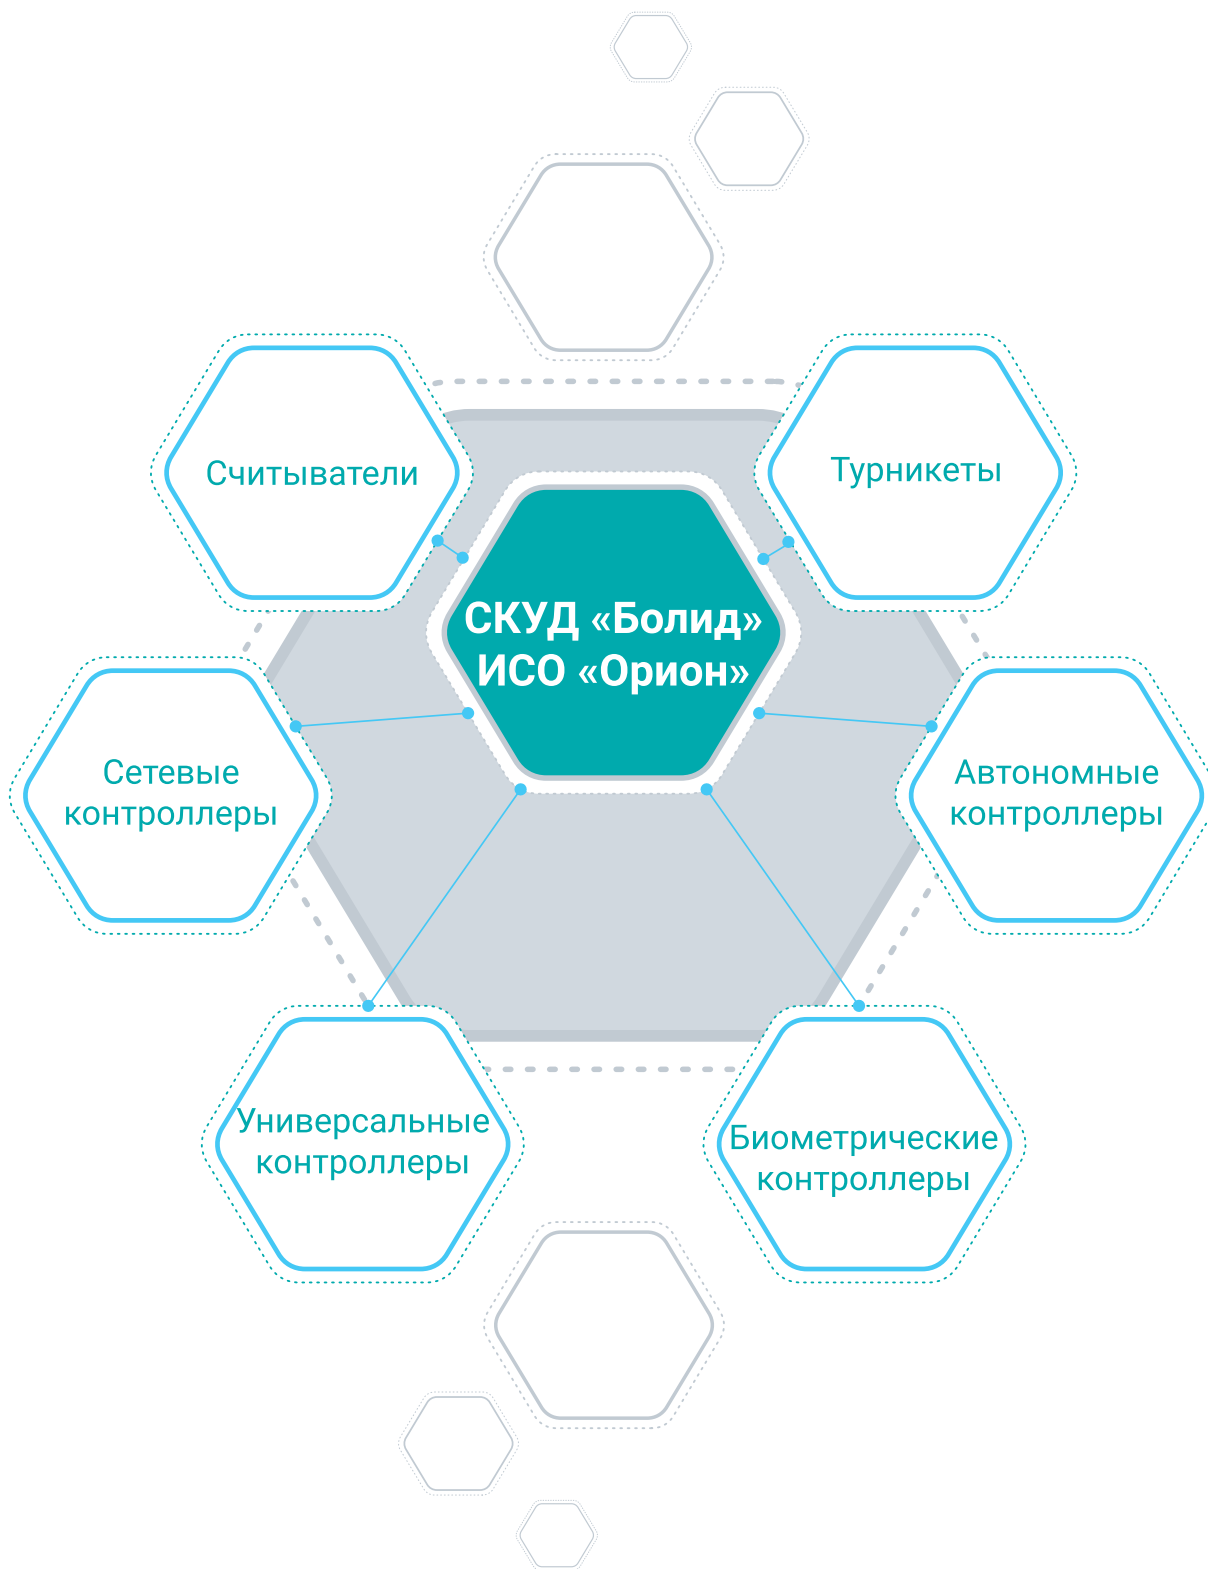 Считыватели
Турникеты
СКУД «Болид»
ИСО «Орион»
Сетевые
контроллеры
Автономные
контроллеры
Универсальные
контроллеры
Биометрические
контроллеры